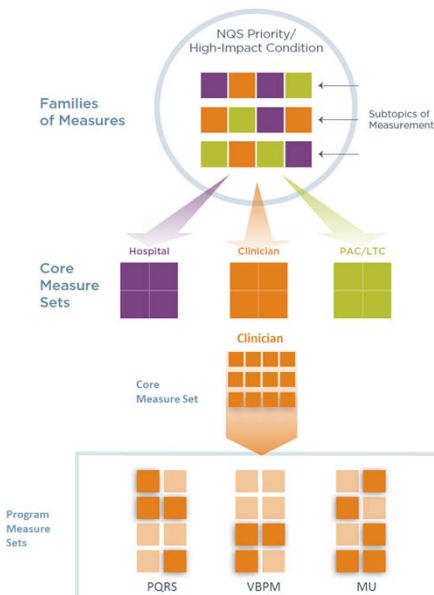 NQS Priority/
High-Impact Condition
Families
of Measures
Subtopics of
Measurement
Hospital
Clinician
PAC/LTC
Core
Measure
Sets
Clinician
Core
Measure Set
Program
Measure
Sets
PQRS
VBPM
MU